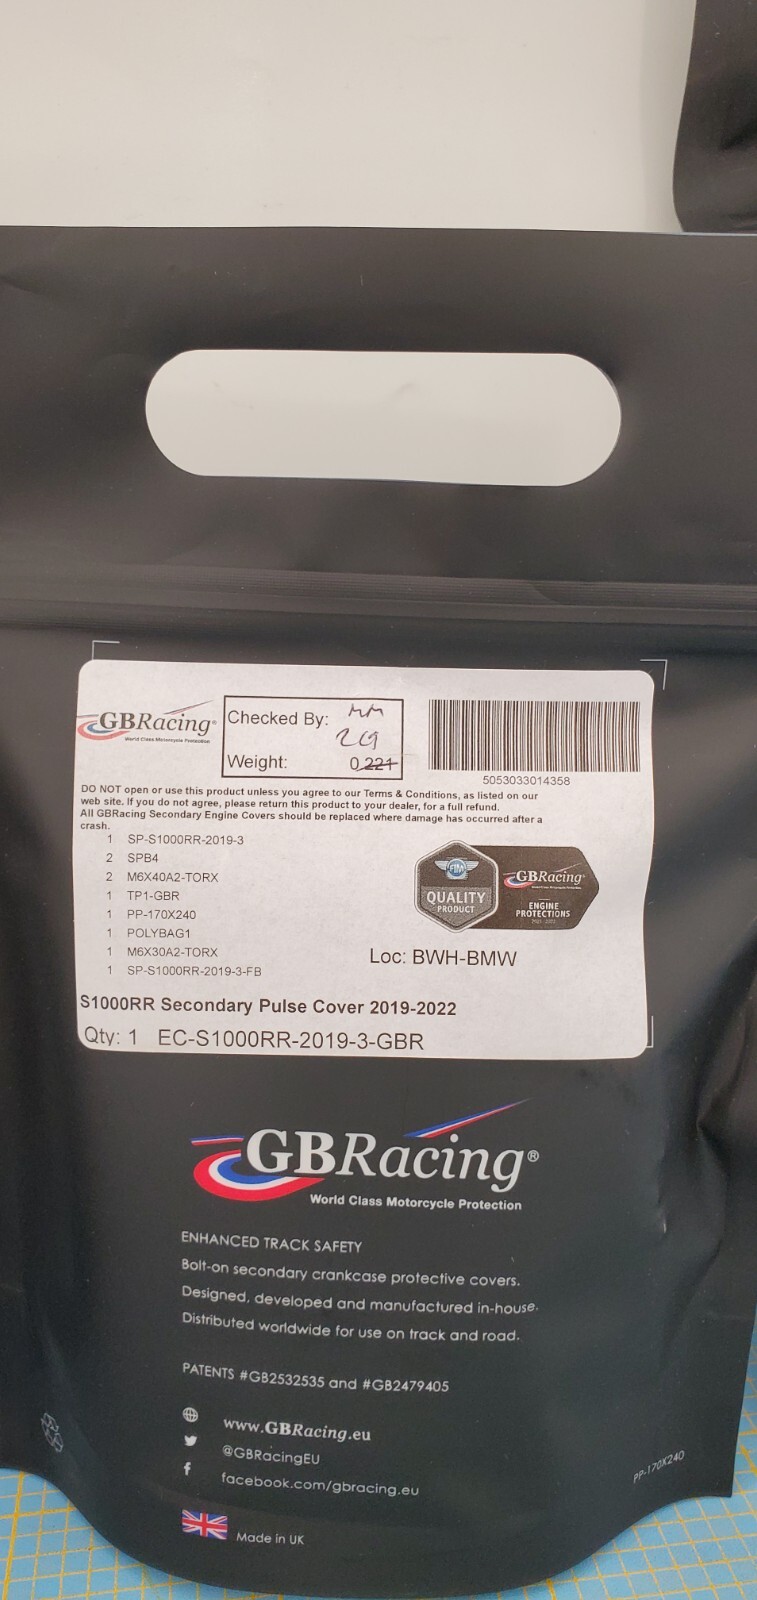 GBRacing®
World Class Motorcycle Protection
Checked By: MM
Weight: 0.221
5053033014358
DO NOT open or use this product unless you agree to our Terms & Conditions, as listed on our
web site. If you do not agree, please return this product to your dealer, for a full refund.
All GBRacing Secondary Engine Covers should be replaced where damage has occurred after a
crash.
1 SP-S1000RR-2019-3
2 SPB4
2 M6X40A2-TORX
1 TP1-GBR
1 PP-170X240
1 POLYBAG1
1 M6X30A2-TORX
1 SP-S1000RR-2019-3-FB
FIM
QUALITY
PRODUCT
GBRacing®
ENGINE
PROTECTIONS
Loc: BWH-BMW
S1000RR Secondary Pulse Cover 2019-2022
Qty: 1 EC-S1000RR-2019-3-GBR
GBRacing®
World Class Motorcycle Protection
ENHANCED TRACK SAFETY
Bolt-on secondary crankcase protective covers.
Designed, developed and manufactured in-house.
Distributed worldwide for use on track and road.
PATENTS #GB2532535 and #GB2479405
www.GBRacing.eu
@GBRacingEU
facebook.com/gbracing.eu
PP-170X240
Made in UK